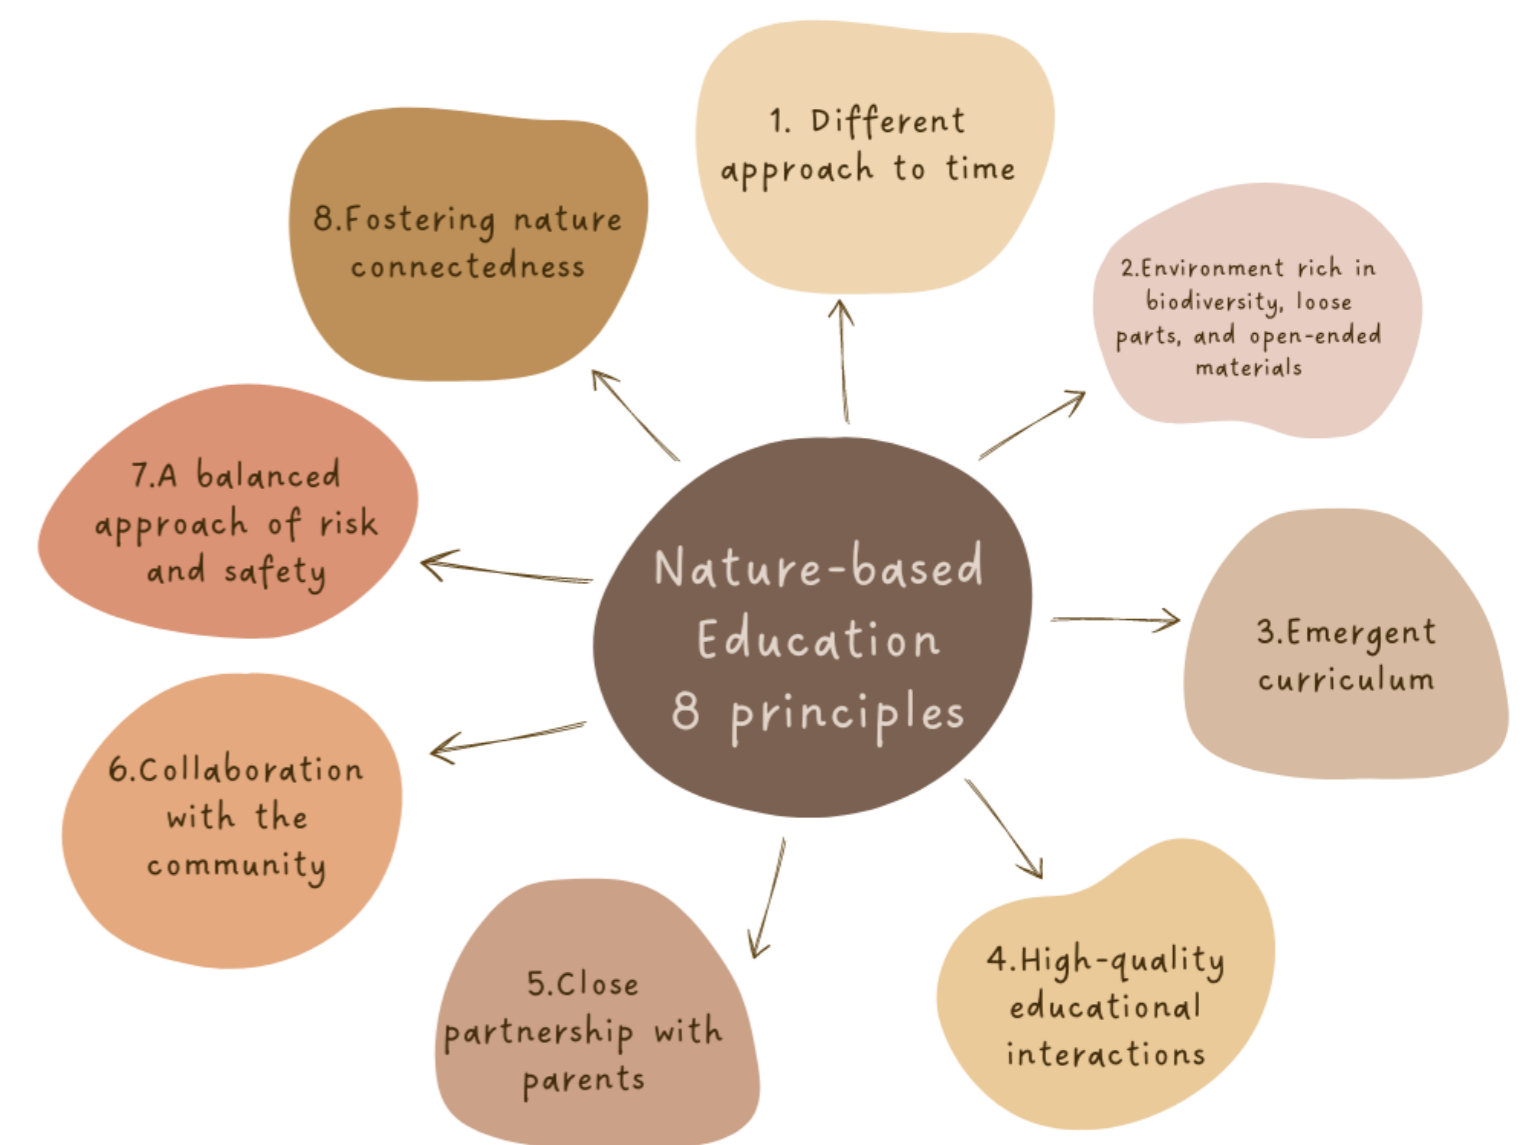 Nature-based
Education
8 principles
1. Different
approach to time
2.Environment rich in
biodiversity, loose
parts, and open-ended
materials
3.Emergent
curriculum
4.High-quality
educational
interactions
5.Close
partnership with
parents
6.Collaboration
with the
community
7.A balanced
approach of risk
and safety
8.Fostering nature
connectedness